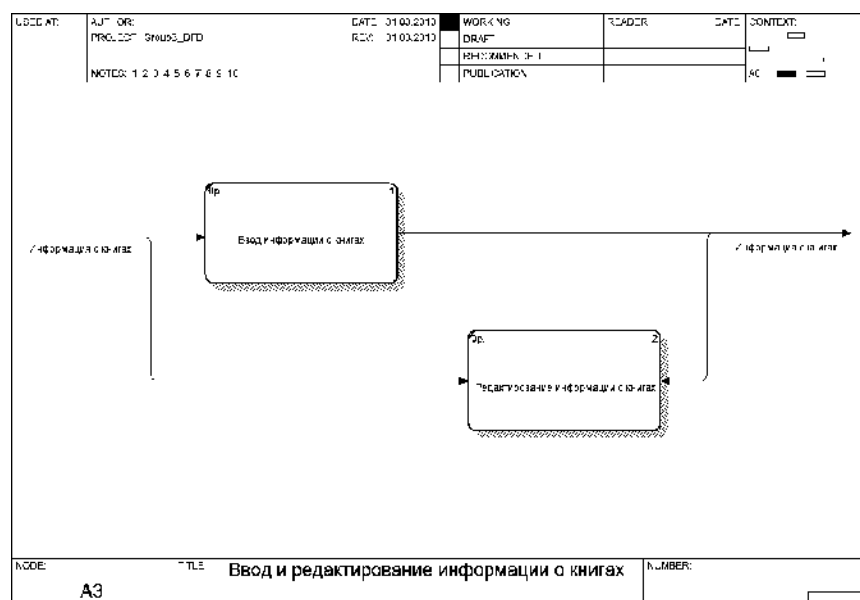 USED AT:
AUTHOR:
DATE: 01.03.2010
WORKING
READER
DATE
CONTEXT:
PROJECT:
REV: 01.03.2010
DRAFT
RECOMMENDED
NOTES: 1 2 3 4 5 6 7 8 9 10
PUBLICATION
A0
0р.
1
Ввод информации о книгах
Информация о книгах
Информация о книгах
0р.
2
Редактирование информации о книгах
NODE:
TITLE:
Ввод и редактирование информации о книгах
NUMBER:
A3